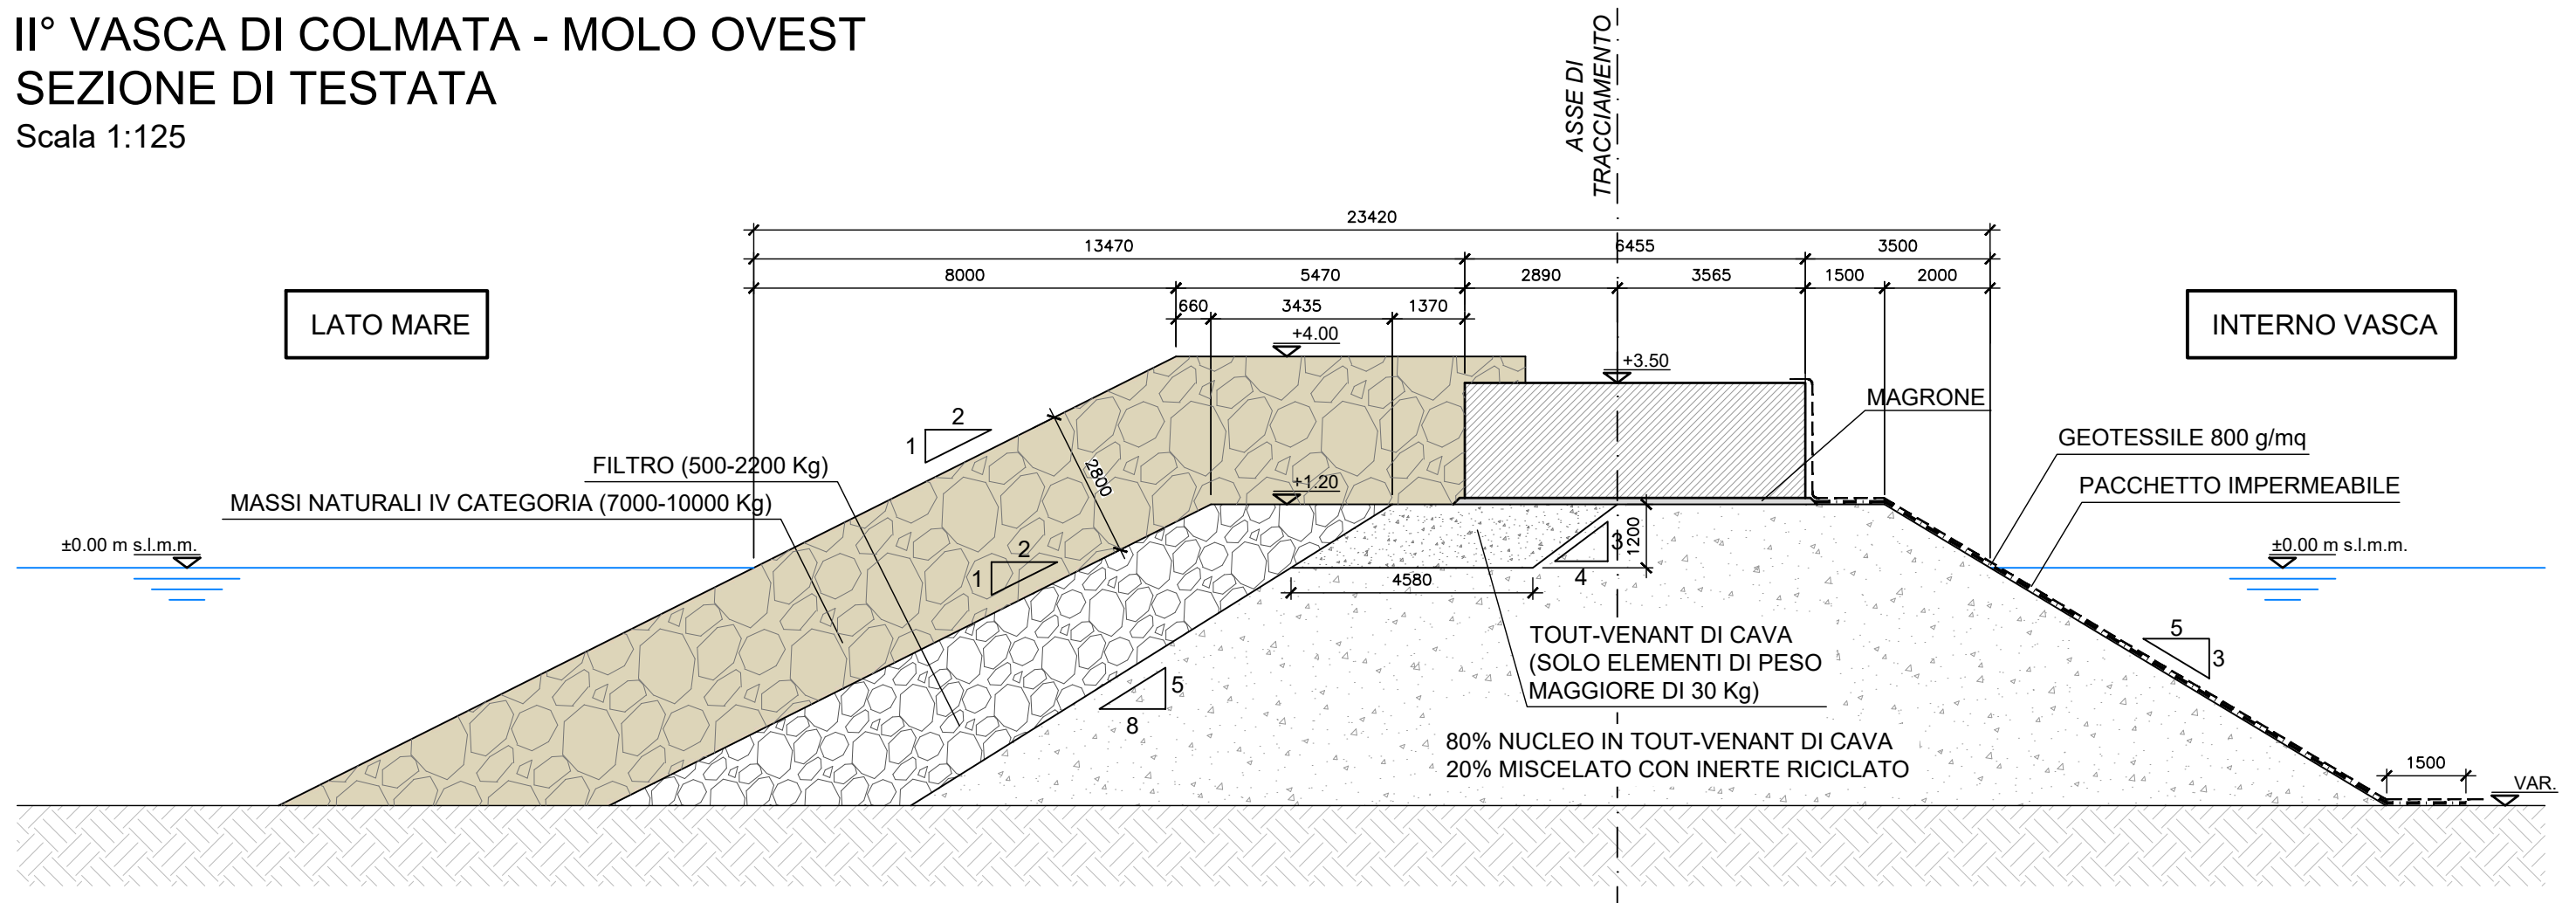 II° VASCA DI COLMATA - MOLO OVEST
SEZIONE DI TESTATA
Scala 1:125
ASSE DI
TRACCIAMENTO
23420
13470
6455
3500
8000
5470
2890
3565
1500
2000
660
3435
1370
LATO MARE
INTERNO VASCA
+4.00
+3.50
MAGRONE
2
1
GEOTESSILE 800 g/mq
FILTRO (500-2200 Kg)
2800
+1.20
PACCHETTO IMPERMEABILE
MASSI NATURALI IV CATEGORIA (7000-10000 Kg)
±0.00 m s.l.m.m.
2
1
1200
3
4
4580
±0.00 m s.l.m.m.
TOUT-VENANT DI CAVA
(SOLO ELEMENTI DI PESO
MAGGIORE DI 30 Kg)
5
3
5
8
80% NUCLEO IN TOUT-VENANT DI CAVA
20% MISCELATO CON INERTE RICICLATO
1500
VAR.